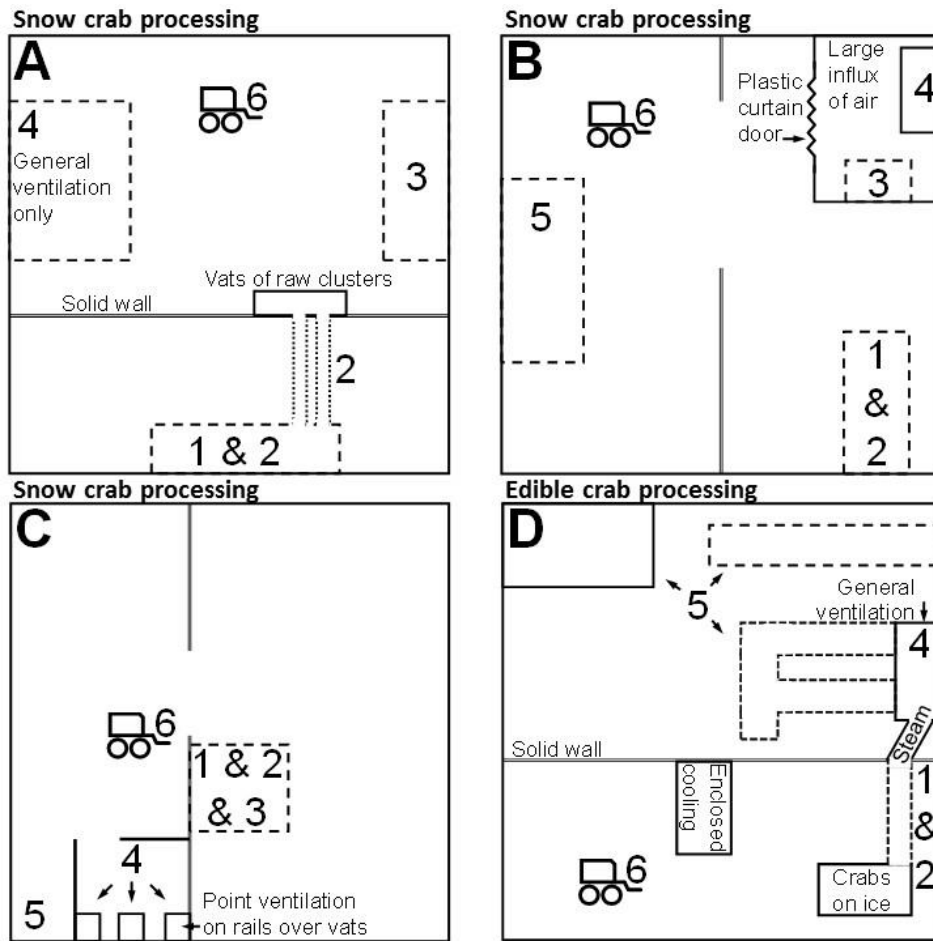 Snow crab processing
A
6
4
General
ventilation
only
3
Vats of raw clusters
Solid wall
2
1 & 2
Snow crab processing
B
Large
influx
of air
4
6
Plastic
curtain
door
3
5
1
&
2
Snow crab processing
C
6
1 & 2
& 3
4
5
Point ventilation
on rails over vats
Edible crab processing
D
5
General
ventilation
4
Steam
Solid wall
Enclosed
cooling
1
&
2
6
Crabs
on ice